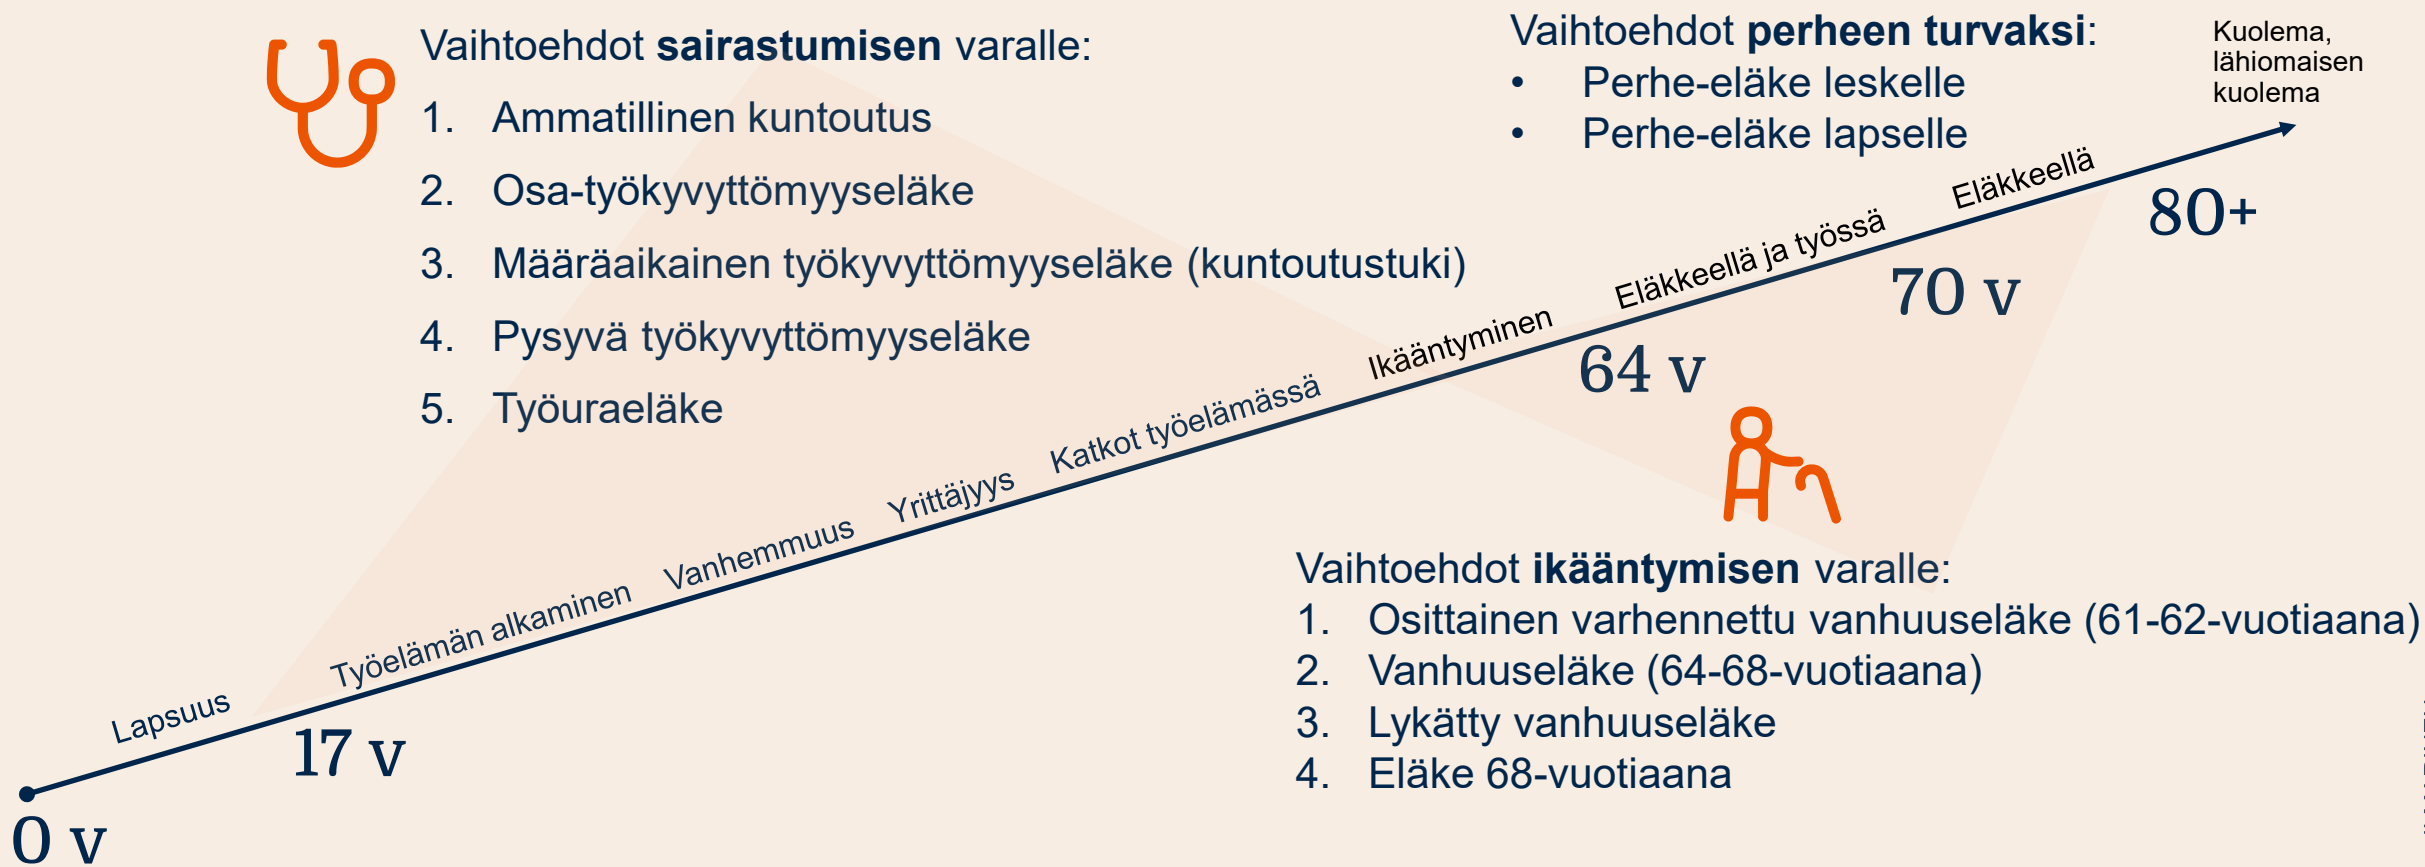 Vaihtoehdot sairastumisen varalle:
1. Ammatillinen kuntoutus
2. Osa-työkyvyttömyyseläke
3. Määräaikainen työkyvyttömyyseläke (kuntoutustuki)
4. Pysyvä työkyvyttömyyseläke
5. Työuraeläke
Vaihtoehdot perheen turvaksi:
• Perhe-eläke leskelle
• Perhe-eläke lapselle
Kuolema,
lähiomaisen
kuolema
Lapsuus
Työelämän alkaminen
Vanhemmuus
Yrittäjyys
Katkot työelämässä
Ikääntyminen
Eläkkeellä ja työssä
Eläkkeellä
0 v
17 v
64 v
70 v
80+
Vaihtoehdot ikääntymisen varalle:
1. Osittainen varhennettu vanhuuseläke (61-62-vuotiaana)
2. Vanhuuseläke (64-68-vuotiaana)
3. Lykätty vanhuuseläke
4. Eläke 68-vuotiaana